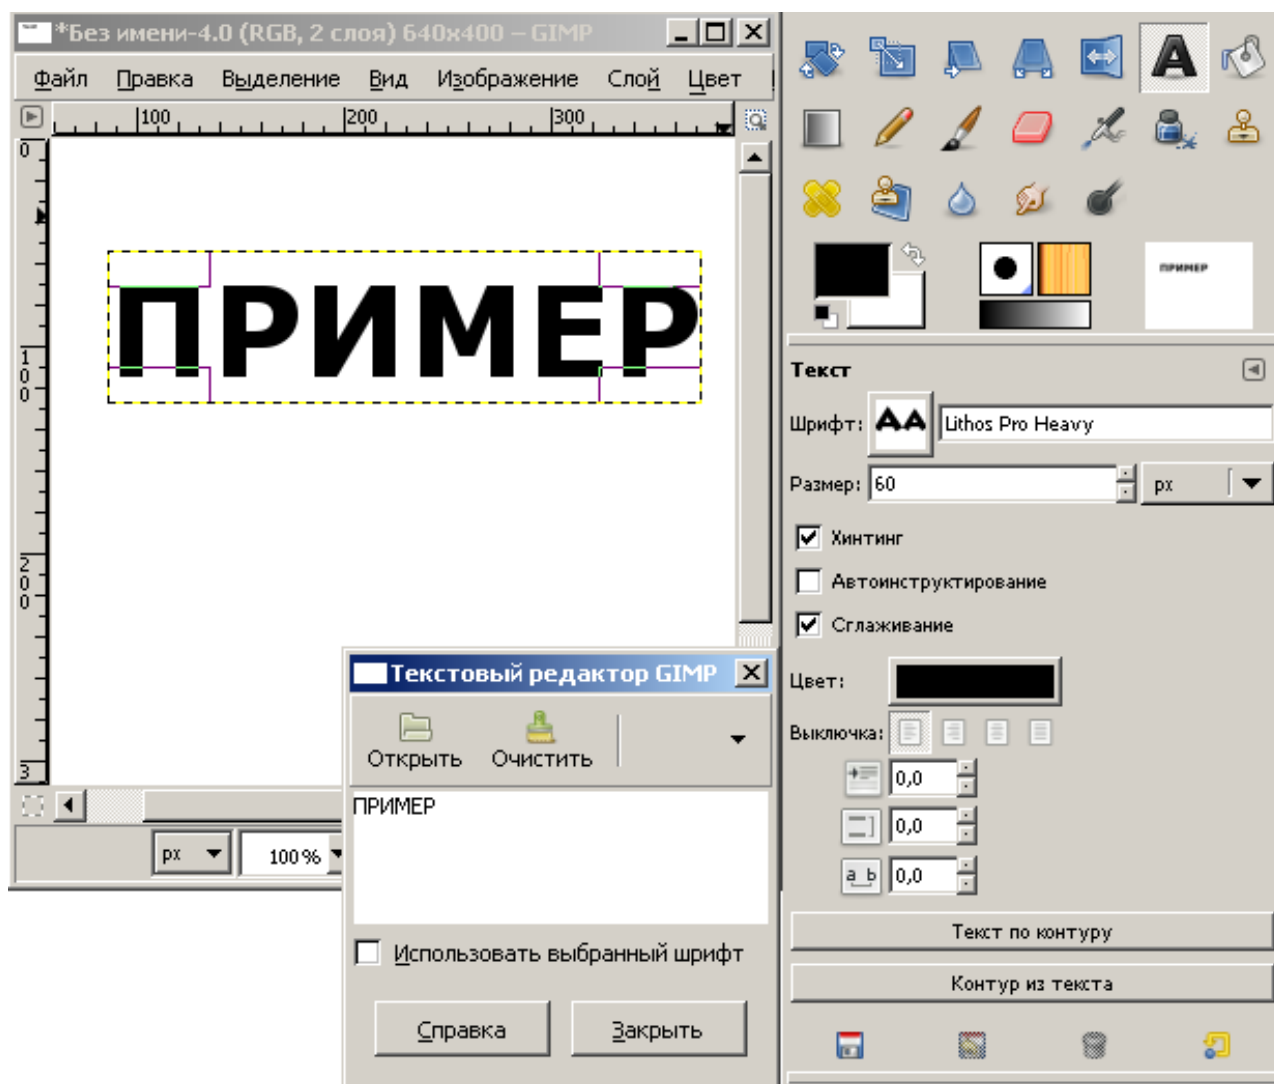 *Без имени-4.0 (RGB, 2 слоя) 640x400 – GIMP
Файл Правка Выделение Вид Изображение Слой Цвет
100 200 300
0
100
200
3
ПРИМЕР
px 100%
Текстовый редактор GIMP
Открыть Очистить
ПРИМЕР
Использовать выбранный шрифт
Справка Закрыть
A
ПРИМЕР
Текст
Шрифт: AA Lithos Pro Heavy
Размер: 60 px
Хинтинг
Автоинструктирование
Сглаживание
Цвет:
Выключка:
0,0
0,0
a b 0,0
Текст по контуру
Контур из текста